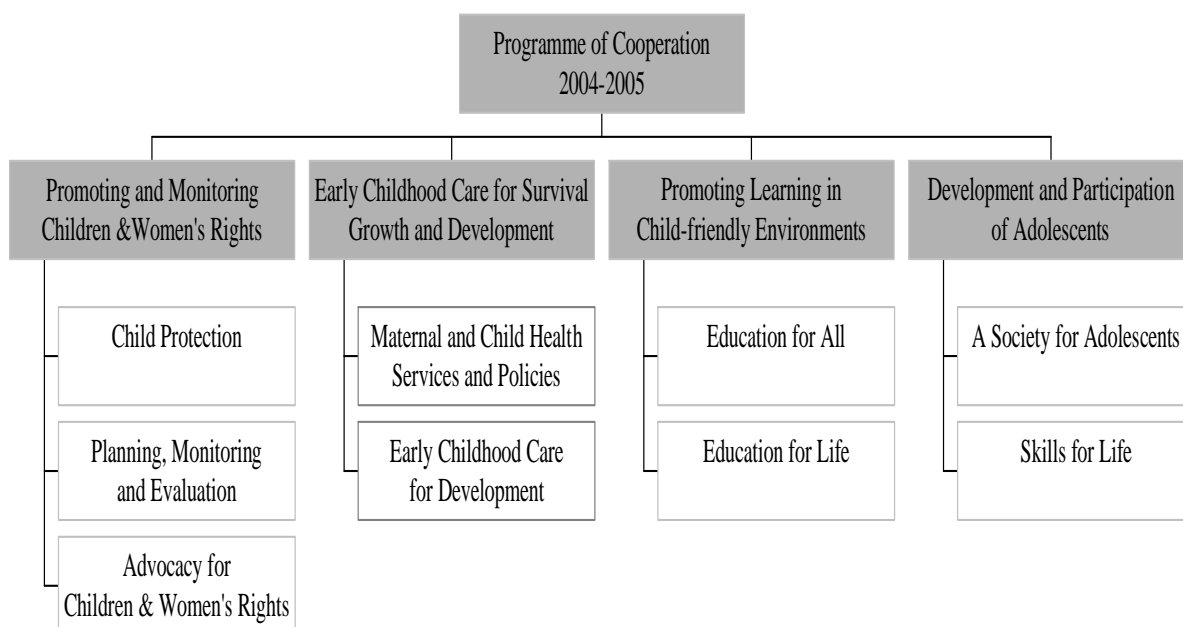 Programme of Cooperation
2004-2005
Promoting and Monitoring
Children &Women's Rights
Early Childhood Care for Survival
Growth and Development
Promoting Learning in
Child-friendly Environments
Development and Participation
of Adolescents
Child Protection
Planning, Monitoring
and Evaluation
Advocacy for
Children & Women's Rights
Maternal and Child Health
Services and Policies
Early Childhood Care
for Development
Education for All
Education for Life
A Society for Adolescents
Skills for Life